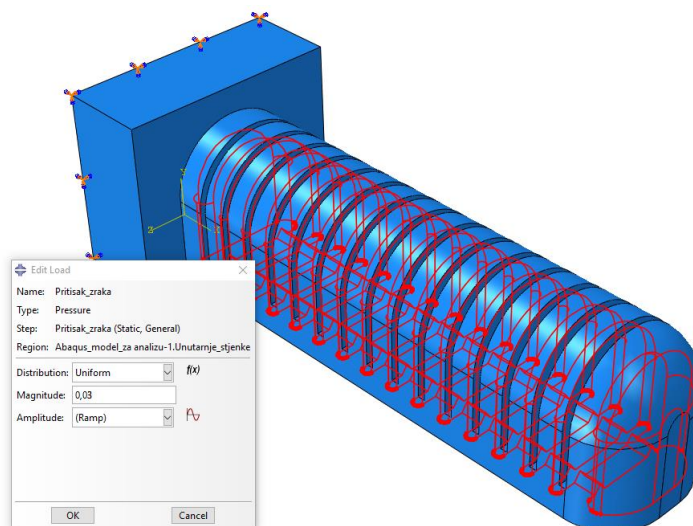 Edit Load
Name: Pritisak_zraka
Type: Pressure
Step: Pritisak_zraka (Static, General)
Region: Abaqus_model_za analizu-1.Unutarnje_stjenke
Distribution: Uniform f(x)
Magnitude: 0,03
Amplitude: (Ramp)
OK Cancel